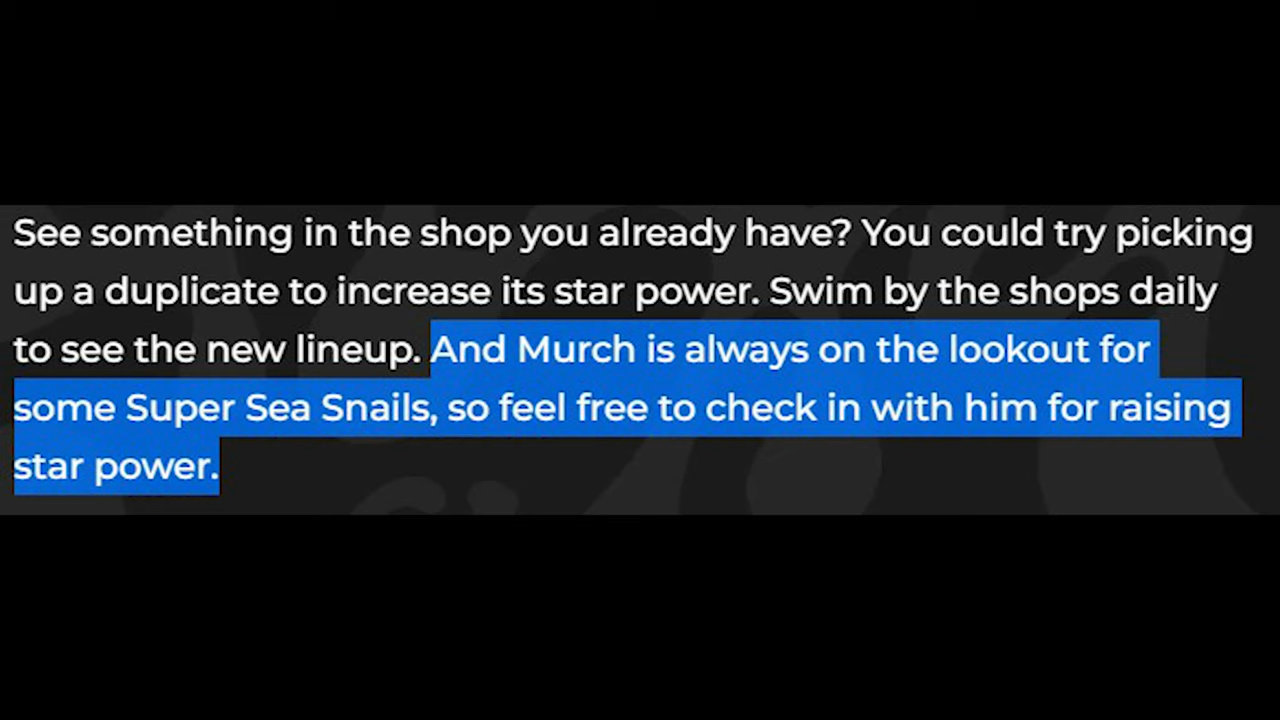 See something in the shop you already have? You could try picking
up a duplicate to increase its star power. Swim by the shops daily
to see the new lineup. And Murch is always on the lookout for
some Super Sea Snails, so feel free to check in with him for raising
star power.